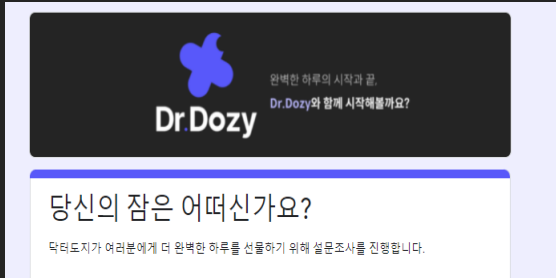 완벽한 하루의 시작과 끝,
Dr.Dozy와 함께 시작해볼까요?
Dr.Dozy
당신의 잠은 어떠신가요?
닥터도지가 여러분에게 더 완벽한 하루를 선물하기 위해 설문조사를 진행합니다.